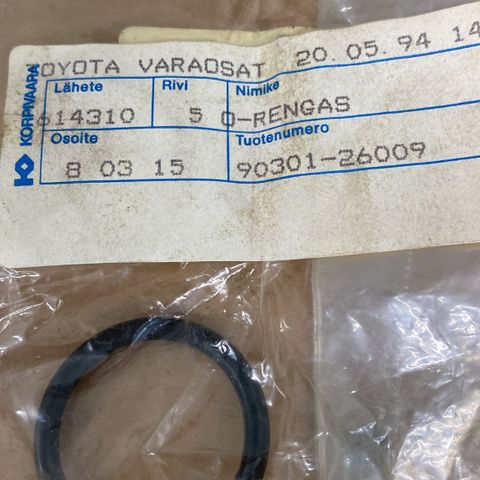 OYOTA VARAOSAT 20.05.94 14
Lähete Rivi Nimike
614310 5 O-RENGAS
Osoite Tuotenumero
8 03 15 90301-26009
KORPIVAARA